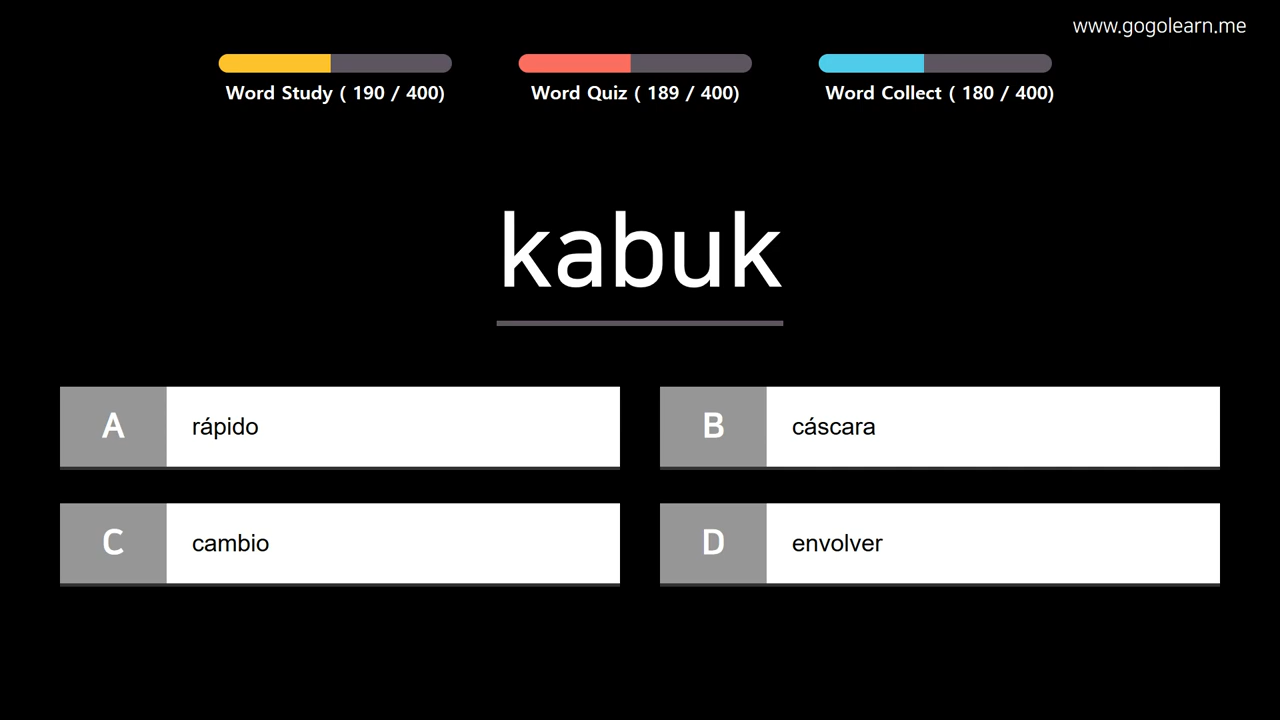 www.gogolearn.me
Word Study ( 190 / 400)
Word Quiz ( 189 / 400)
Word Collect ( 180 / 400)
kabuk
A rápido
B cáscara
C cambio
D envolver